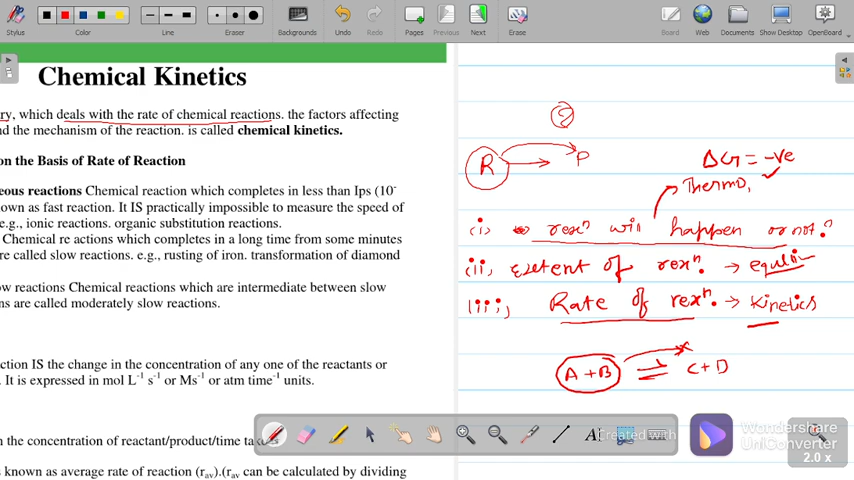 Stylus Color Line Eraser Backgrounds Undo Redo Pages Previous Next Erase Board Web Documents Show Desktop OpenBoard
Chemical Kinetics
ry, which deals with the rate of chemical reactions. the factors affecting
nd the mechanism of the reaction. is called chemical kinetics.
on the Basis of Rate of Reaction
eous reactions Chemical reaction which completes in less than Ips (10-
own as fast reaction. It IS practically impossible to measure the speed of
e.g., ionic reactions. organic substitution reactions.
Chemical re actions which completes in a long time from some minutes
re called slow reactions. e.g., rusting of iron. transformation of diamond
ow reactions Chemical reactions which are intermediate between slow
ns are called moderately slow reactions.
ction IS the change in the concentration of any one of the reactants or
. It is expressed in mol L-1 s-1 or Ms-1 or atm time-1 units.
n the concentration of reactant/product/time take
s known as average rate of reaction (rav).(rav can be calculated by dividing
R → P
ΔG = -ve
Thermo,
(i) rexn will happen or not?
(ii) extent of rexn. →
(iii) Rate of rexn. → kinetics
A + B ⇌ C + D
Created with
Wondershare
UniConverter
2.0 x